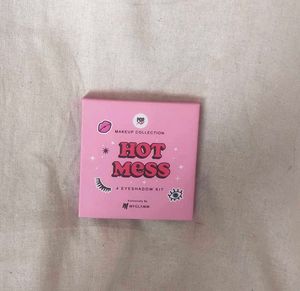 MAKEUP COLLECTION
HOT
MESS
4 EYESHADOW KIT
MYGLAMM